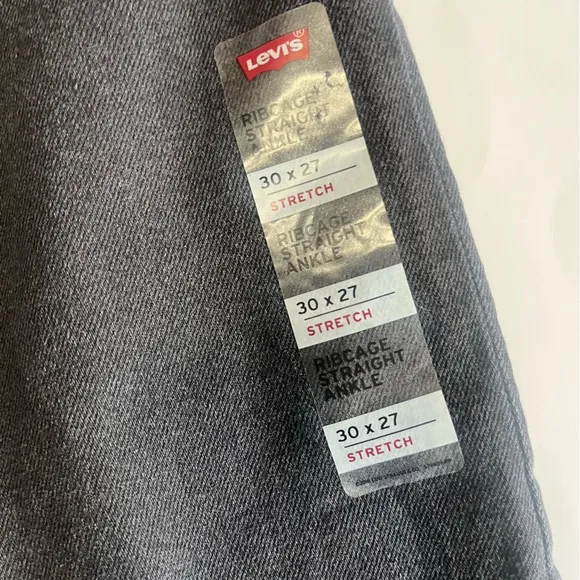 Levi's®
RIBCAGE
STRAIGHT
ANKLE
30 x 27
STRETCH
RIBCAGE
STRAIGHT
ANKLE
30 x 27
STRETCH
RIBCAGE
STRAIGHT
ANKLE
30 x 27
STRETCH